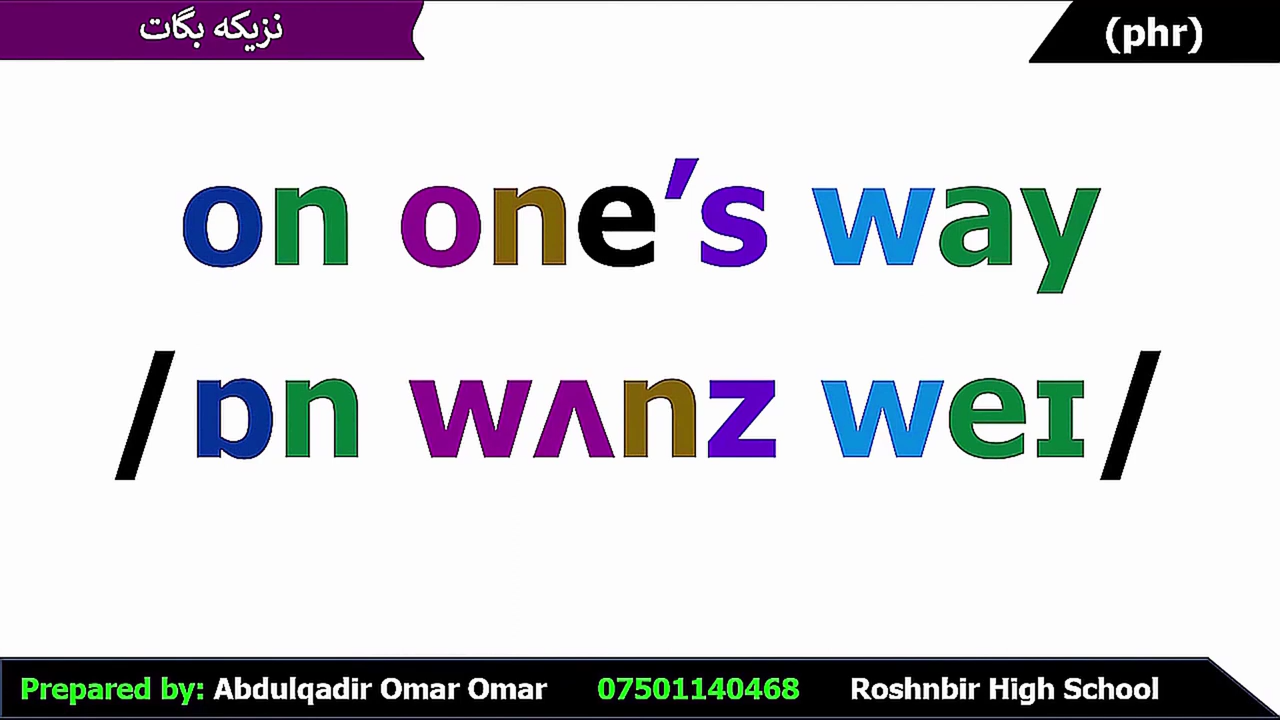 نزیکه بگات
(phr)
on one’s way
/ɒn wʌnz weɪ/
Prepared by: Abdulqadir Omar Omar 07501140468 Roshnbir High School